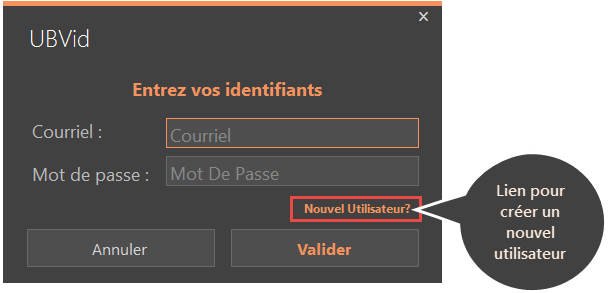 ×
UBVid
Entrez vos identifiants
Courriel :
Courriel
Mot de passe :
Mot De Passe
Nouvel Utilisateur?
Lien pour
créer un
nouvel
utilisateur
Annuler
Valider